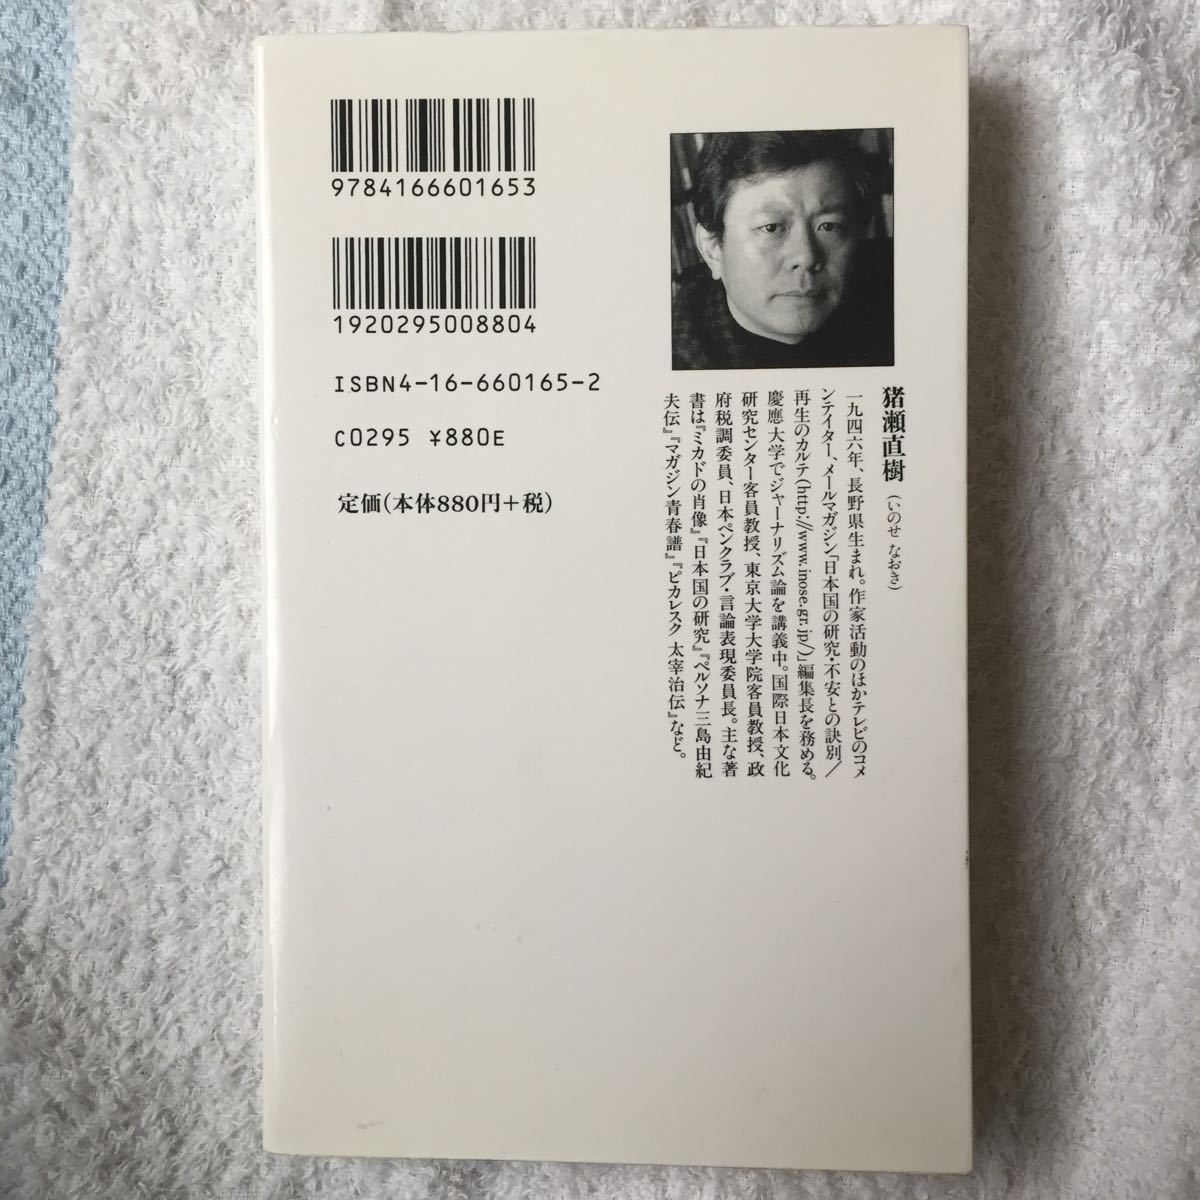 9784166601653
1920295008804
ISBN4-16-660165-2
C0295 ¥880E
定価(本体880円+税)
猪瀬直樹(いのせ なおき)
一九四六年、長野県生まれ。作家活動のほかテレビのコメ
ンテイター、メールマガジン「日本国の研究・不安との訣別/
再生のカルテ(http://www.inose.gr.jp/)」編集長を務める。
慶應大学でジャーナリズム論を講義中。国際日本文化
研究センター客員教授、東京大学大学院客員教授、政
府税調委員、日本ペンクラブ・言論表現委員長。主な著
書は『ミカドの肖像』『日本国の研究』『ペルソナ 三島由紀
夫伝』『マガジン青春譜』『ピカレスク 太宰治伝』など。